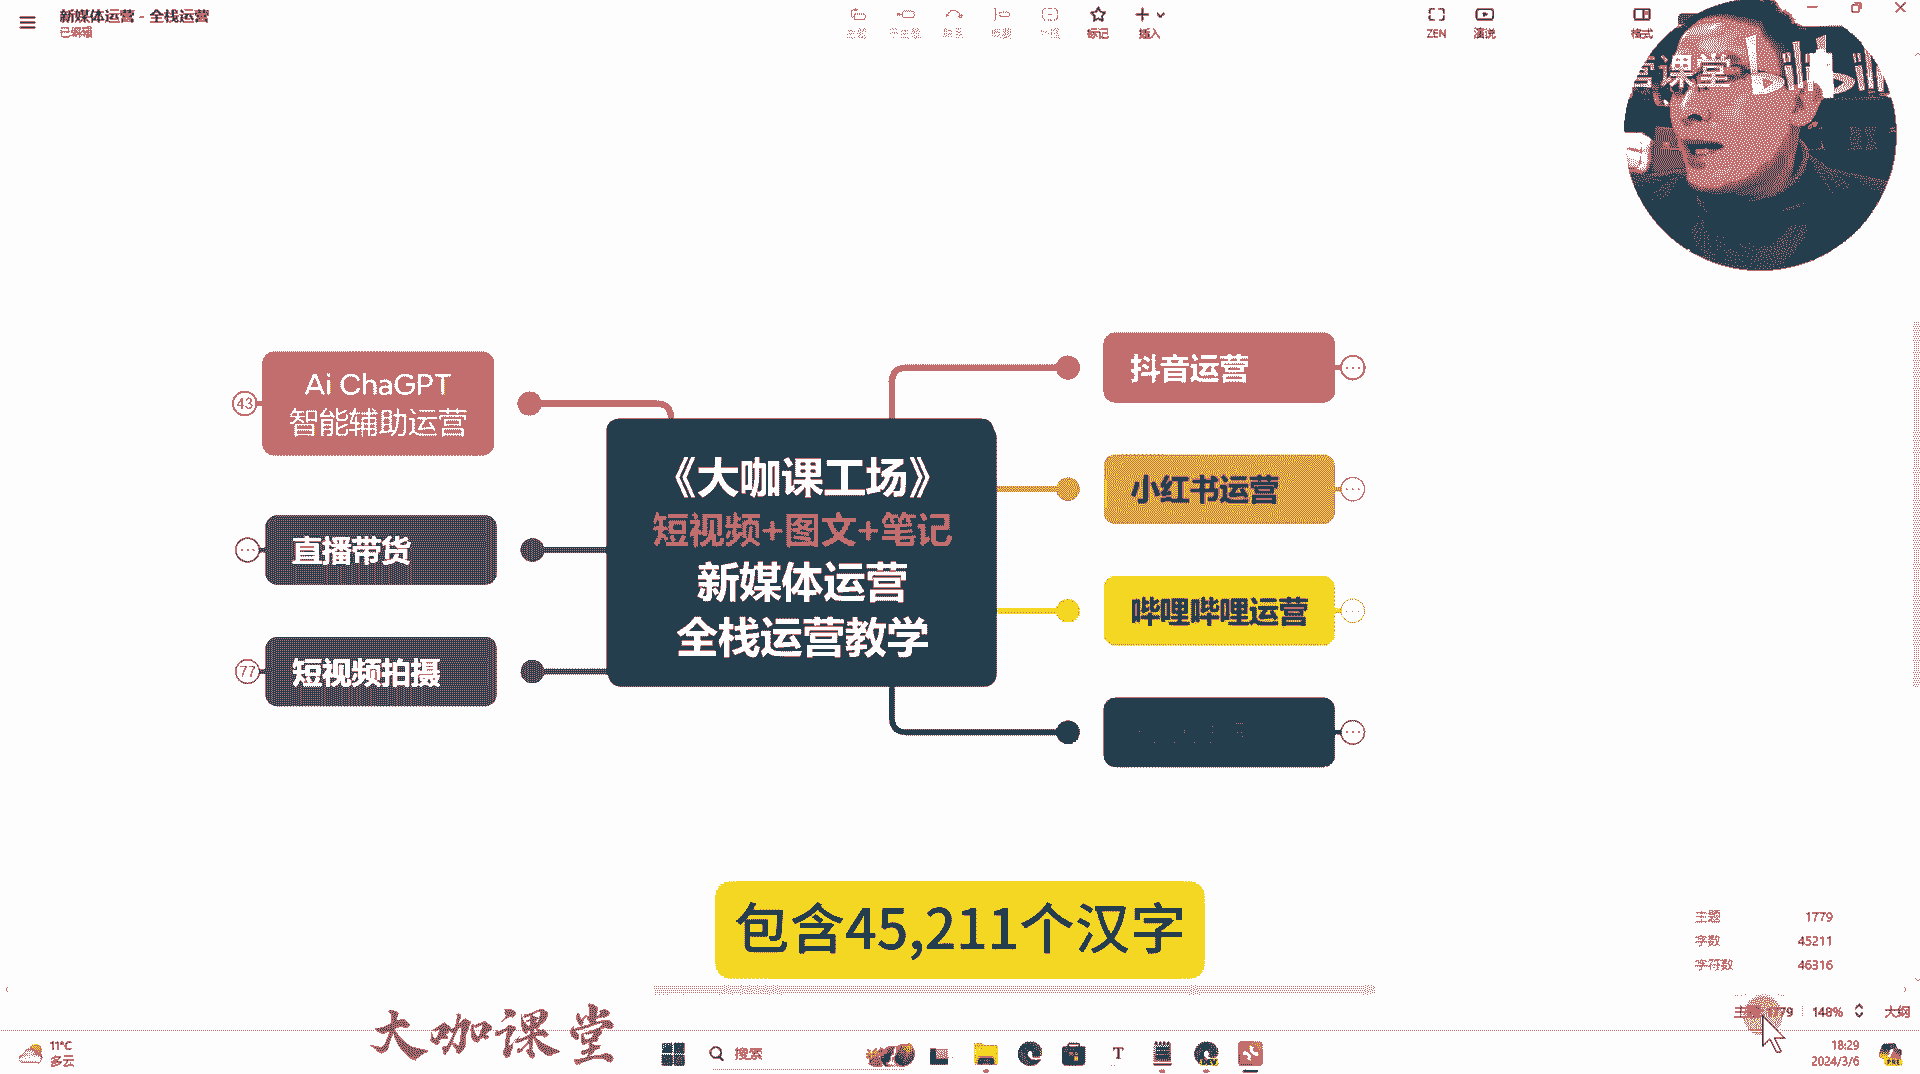 新媒体运营 - 全栈运营
已编辑
标记
插入
ZEN
演说
格式
营课堂 bilibili
Ai ChaGPT
智能辅助运营
43
直播带货
短视频拍摄
77
《大咖课工场》
短视频+图文+笔记
新媒体运营
全栈运营教学
抖音运营
小红书运营
哔哩哔哩运营
包含45,211个汉字
主题 1779
字数 45211
字符数 46316
148%
大纲
大咖课堂
11°C
多云
搜索
18:29
2024/3/6